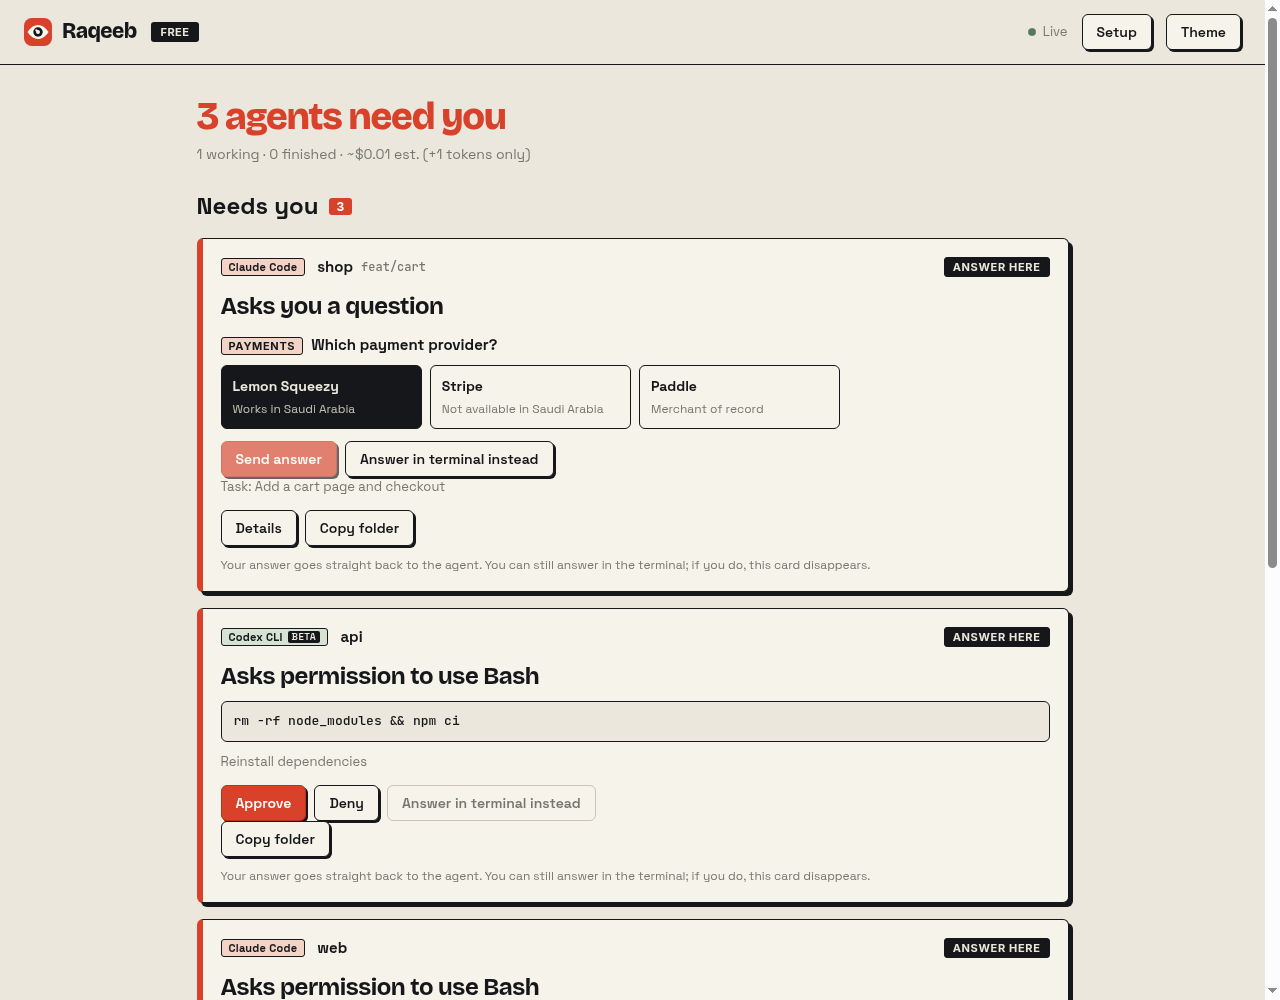 Raqeeb FREE
Live Setup Theme
3 agents need you
1 working · 0 finished · ~$0.01 est. (+1 tokens only)
Needs you 3
Claude Code shop feat/cart ANSWER HERE
Asks you a question
PAYMENTS Which payment provider?
Lemon Squeezy Stripe Paddle
Works in Saudi Arabia Not available in Saudi Arabia Merchant of record
Send answer Answer in terminal instead
Task: Add a cart page and checkout
Details Copy folder
Your answer goes straight back to the agent. You can still answer in the terminal; if you do, this card disappears.
Codex CLI BETA api ANSWER HERE
Asks permission to use Bash
rm -rf node_modules && npm ci
Reinstall dependencies
Approve Deny Answer in terminal instead
Copy folder
Your answer goes straight back to the agent. You can still answer in the terminal; if you do, this card disappears.
Claude Code web ANSWER HERE
Asks permission to use Bash